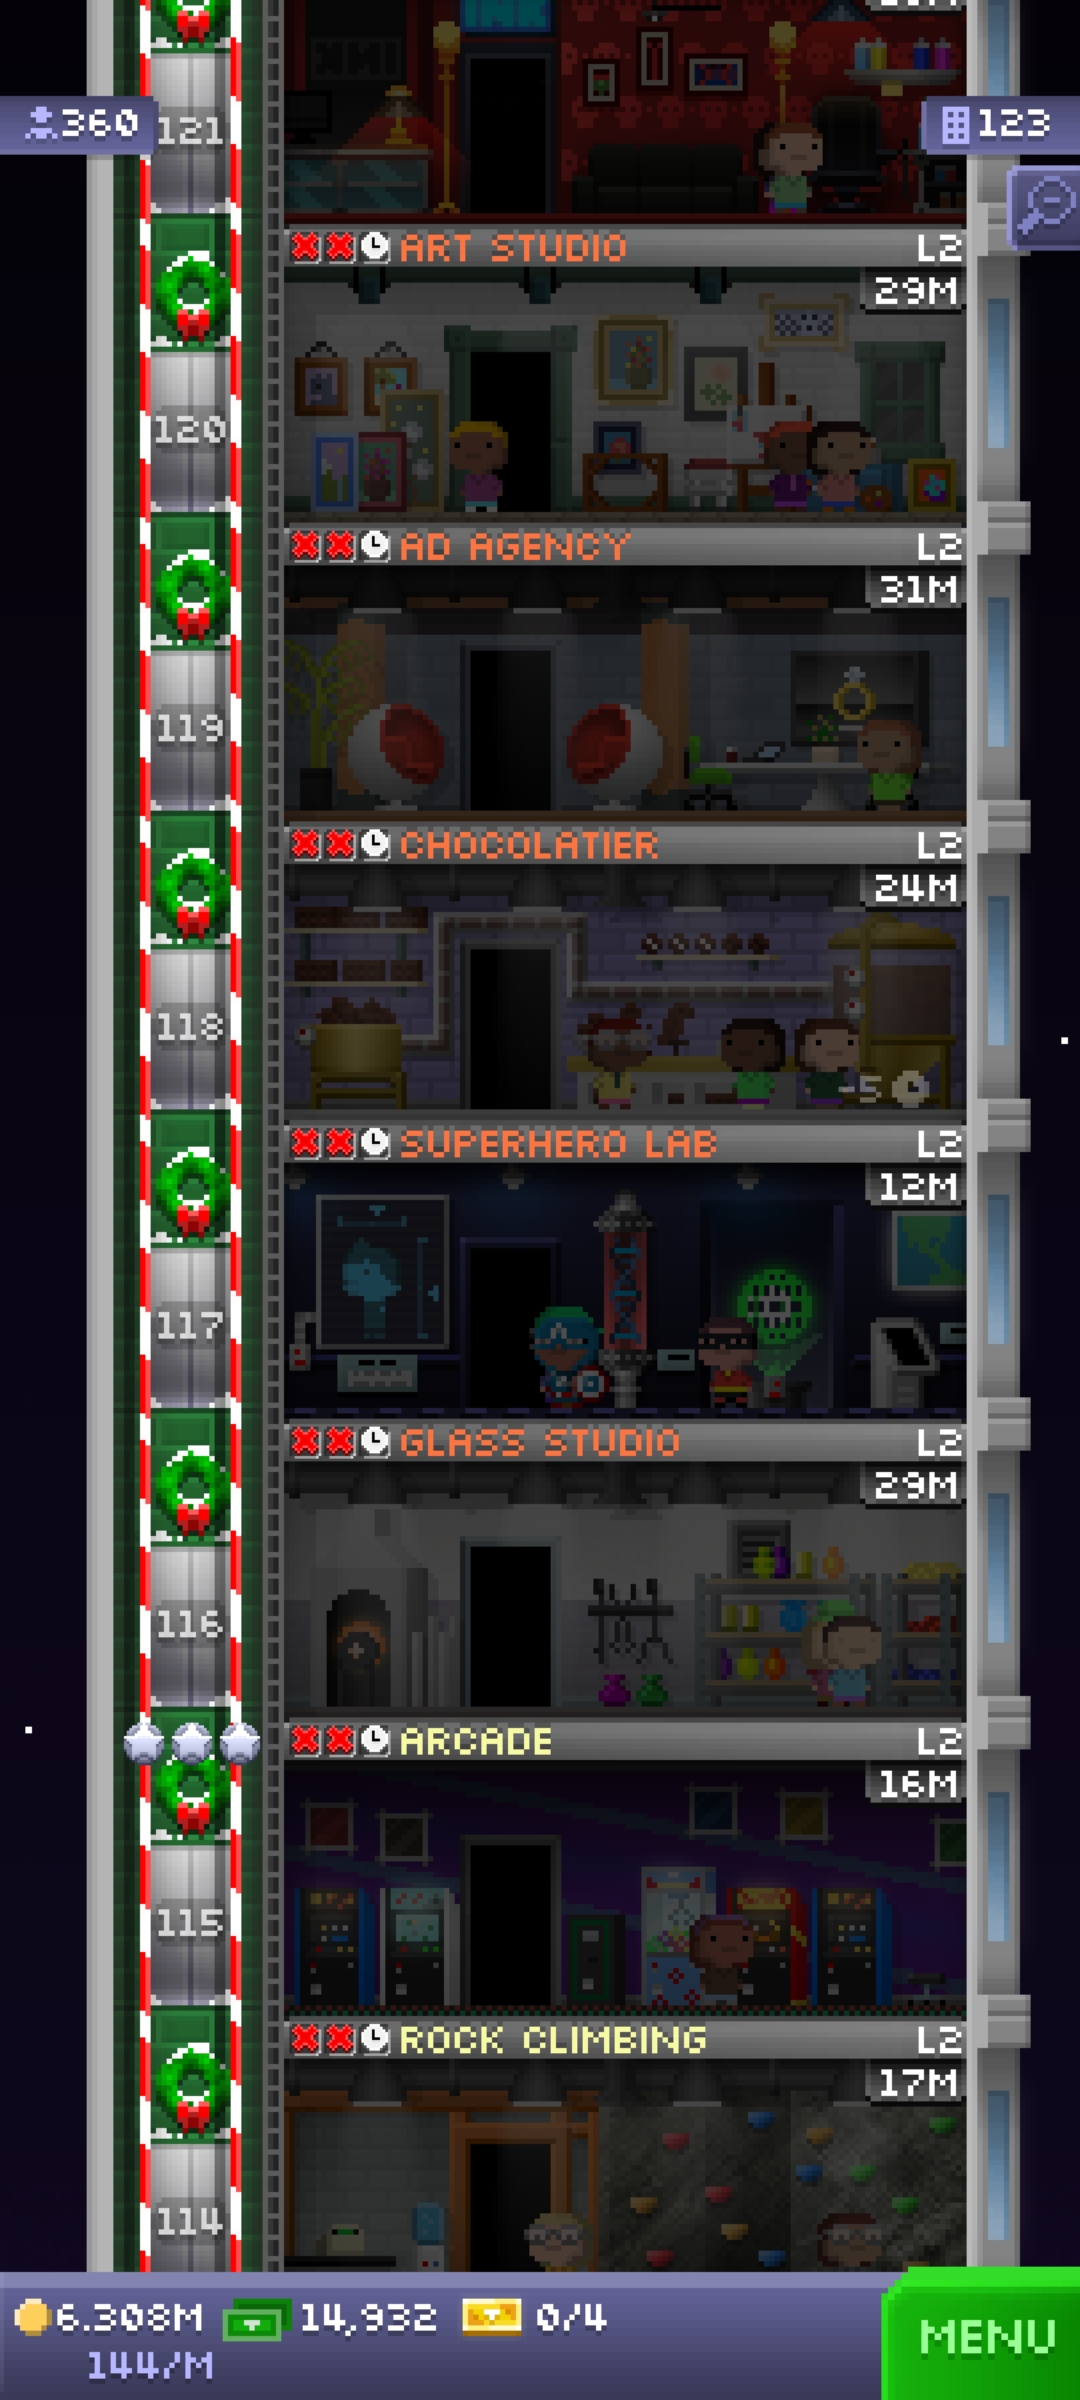 INK
121
360
123
ART STUDIO L2
29M
120
AD AGENCY L2
31M
119
CHOCOLATIER L2
24M
118
-5
SUPERHERO LAB L2
12M
117
GLASS STUDIO L2
29M
116
ARCADE L2
16M
115
ROCK CLIMBING L2
17M
114
6.308M 14,932 0/4
144/M
MENU